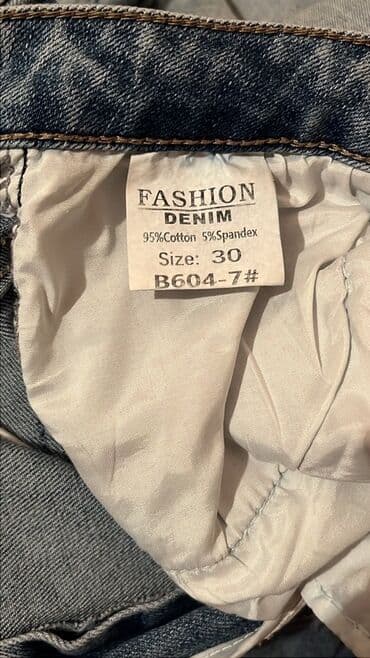 FASHION
DENIM
95%Cotton 5%Spandex
Size: 30
B604-7#